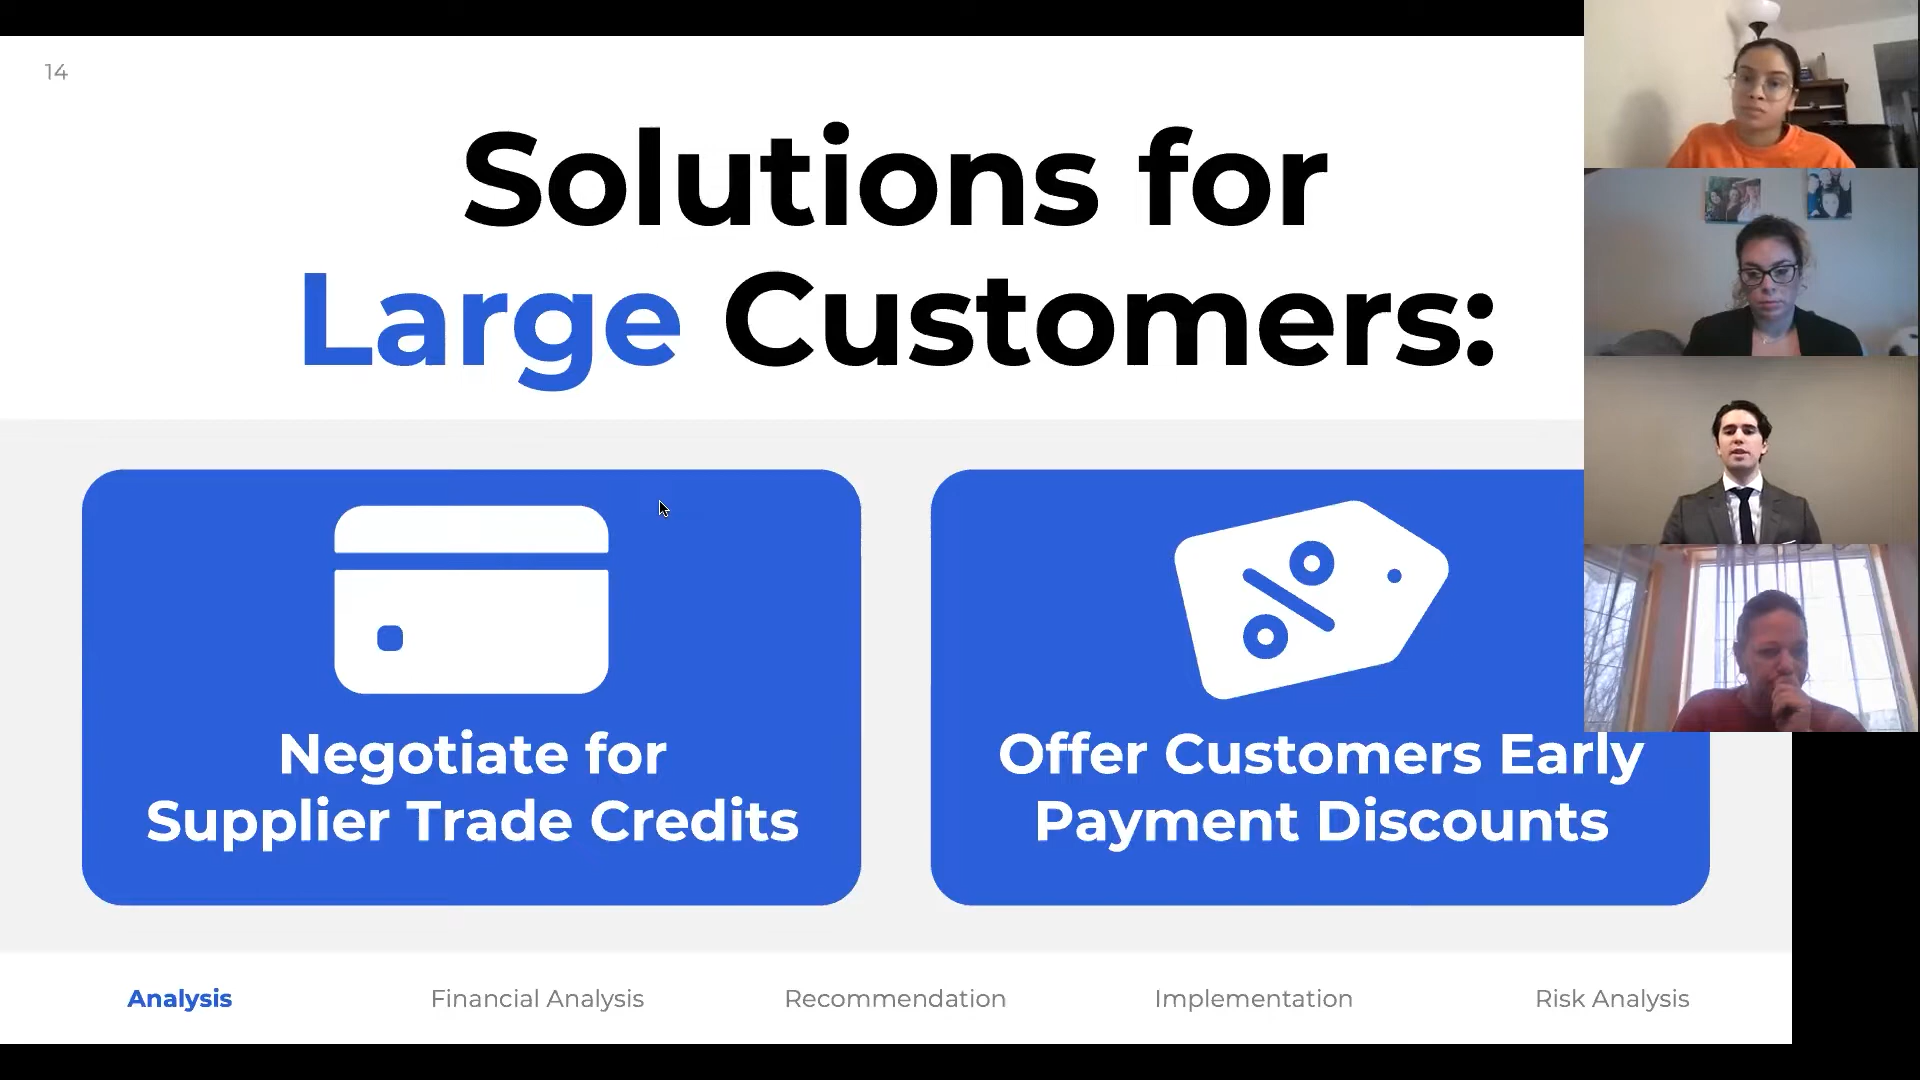 14
Solutions for
Large Customers:
Negotiate for
Supplier Trade Credits
Offer Customers Early
Payment Discounts
Analysis
Financial Analysis
Recommendation
Implementation
Risk Analysis